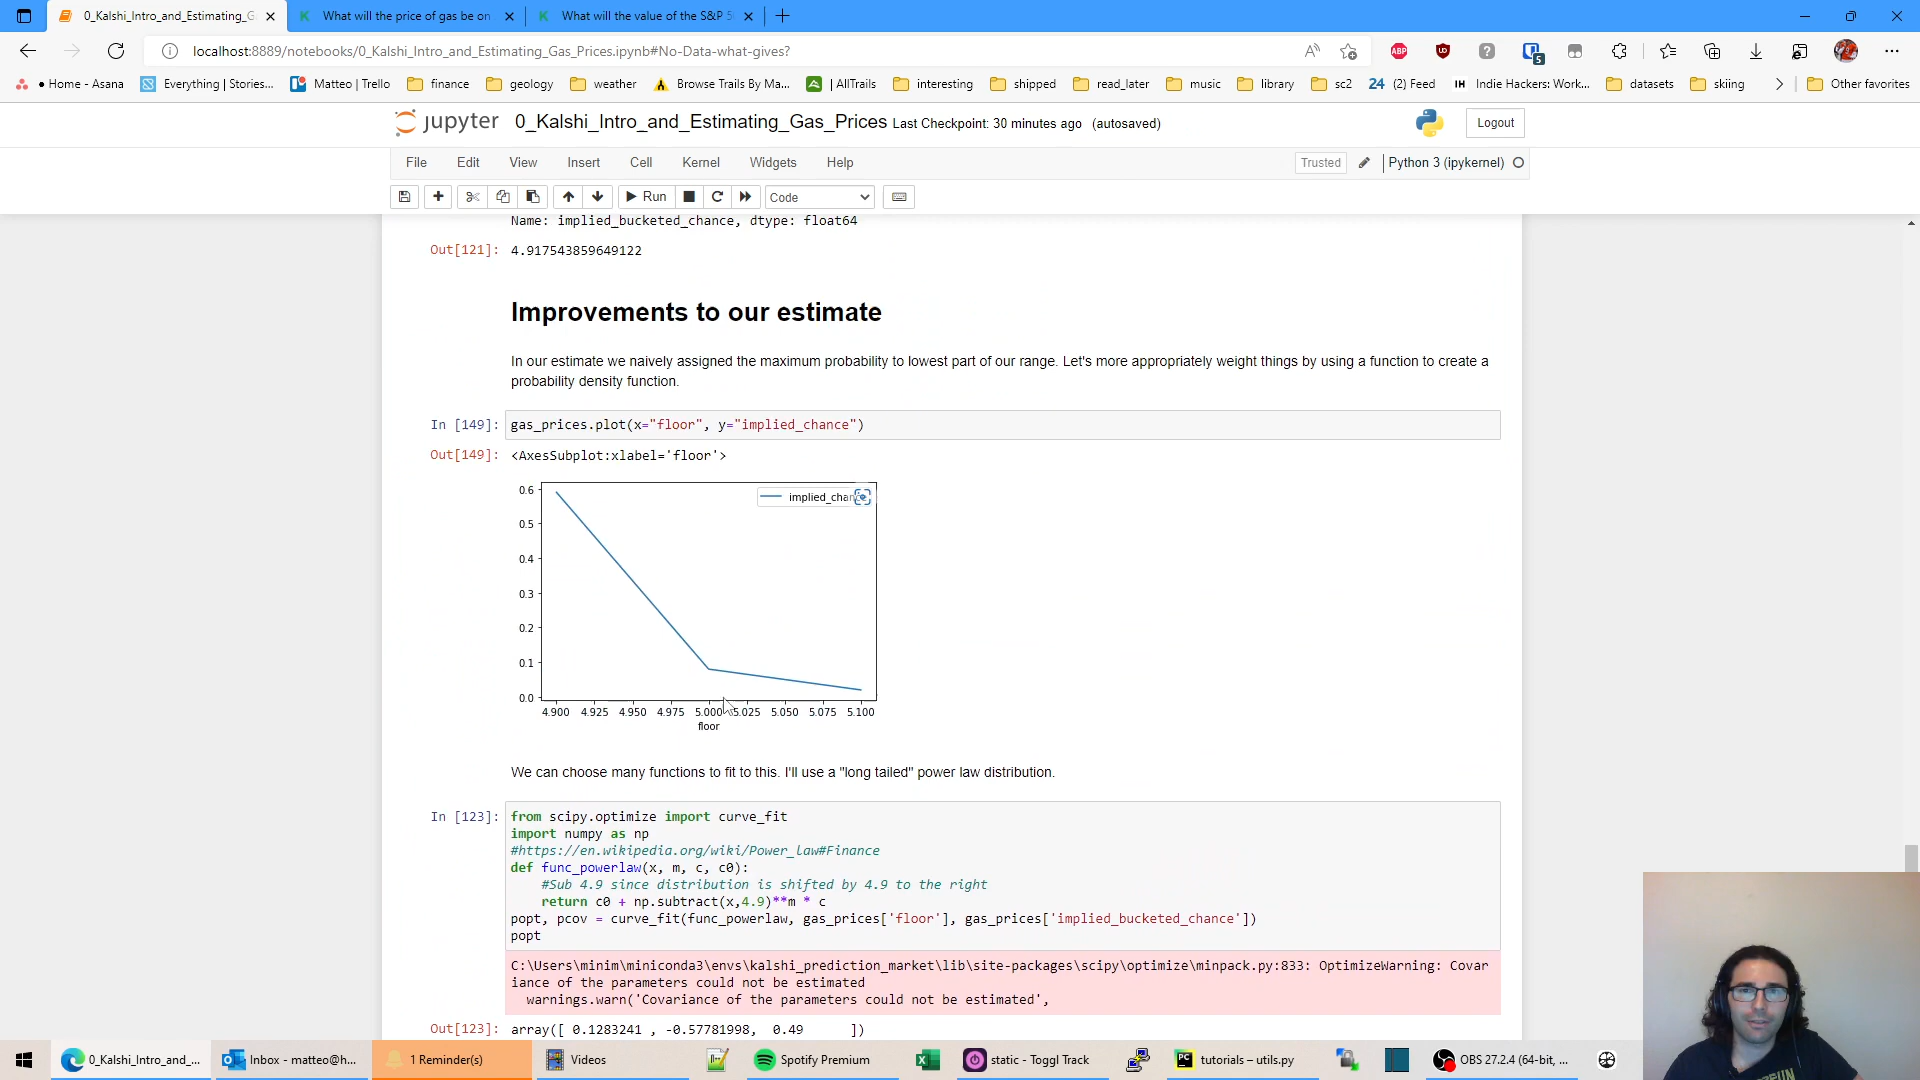 0_Kalshi_Intro_and_Estimating_G
What will the price of gas be on
What will the value of the S&P 5
localhost:8889/notebooks/0_Kalshi_Intro_and_Estimating_Gas_Prices.ipynb#No-Data-what-gives?
ABP
5
• Home - Asana
Everything | Stories...
Matteo | Trello
finance
geology
weather
Browse Trails By Ma...
| AllTrails
interesting
shipped
read_later
music
library
sc2
24 (2) Feed
IH Indie Hackers: Work...
datasets
skiing
Other favorites
jupyter 0_Kalshi_Intro_and_Estimating_Gas_Prices Last Checkpoint: 30 minutes ago (autosaved)
Logout
File Edit View Insert Cell Kernel Widgets Help
Trusted
Python 3 (ipykernel)
Run
Code
Name: implied_bucketed_chance, dtype: float64
Out[121]: 4.917543859649122
Improvements to our estimate
In our estimate we naively assigned the maximum probability to lowest part of our range. Let's more appropriately weight things by using a function to create a
probability density function.
In [149]: gas_prices.plot(x="floor", y="implied_chance")
Out[149]: <AxesSubplot:xlabel='floor'>
implied_chan
0.6
0.5
0.4
0.3
0.2
0.1
0.0
4.900 4.925 4.950 4.975 5.000 5.025 5.050 5.075 5.100
floor
We can choose many functions to fit to this. I'll use a "long tailed" power law distribution.
In [123]: from scipy.optimize import curve_fit
import numpy as np
#https://en.wikipedia.org/wiki/Power_law#Finance
def func_powerlaw(x, m, c, c0):
#Sub 4.9 since distribution is shifted by 4.9 to the right
return c0 + np.subtract(x,4.9)**m * c
popt, pcov = curve_fit(func_powerlaw, gas_prices['floor'], gas_prices['implied_bucketed_chance'])
popt
C:\Users\minim\miniconda3\envs\kalshi_prediction_market\lib\site-packages\scipy\optimize\minpack.py:833: OptimizeWarning: Covar
iance of the parameters could not be estimated
warnings.warn('Covariance of the parameters could not be estimated',
Out[123]: array([ 0.1283241 , -0.57781998, 0.49 ])
0_Kalshi_Intro_and_...
Inbox - matteo@h...
1 Reminder(s)
Videos
Spotify Premium
static - Toggl Track
tutorials – utils.py
OBS 27.2.4 (64-bit, ...